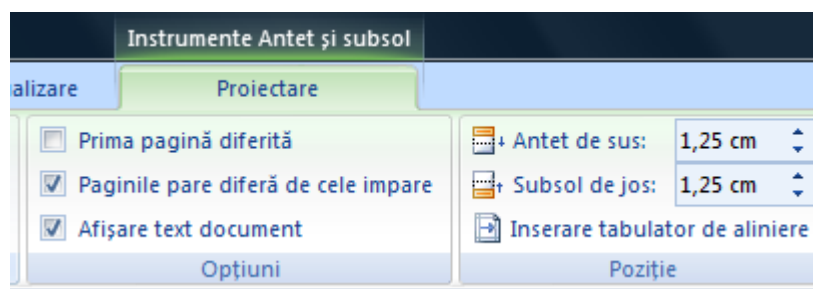 Instrumente Antet și subsol
alizare Proiectare
Prima pagină diferită
Paginile pare diferă de cele impare
Afișare text document
Opțiuni
Antet de sus: 1,25 cm
Subsol de jos: 1,25 cm
Inserare tabulator de aliniere
Poziție